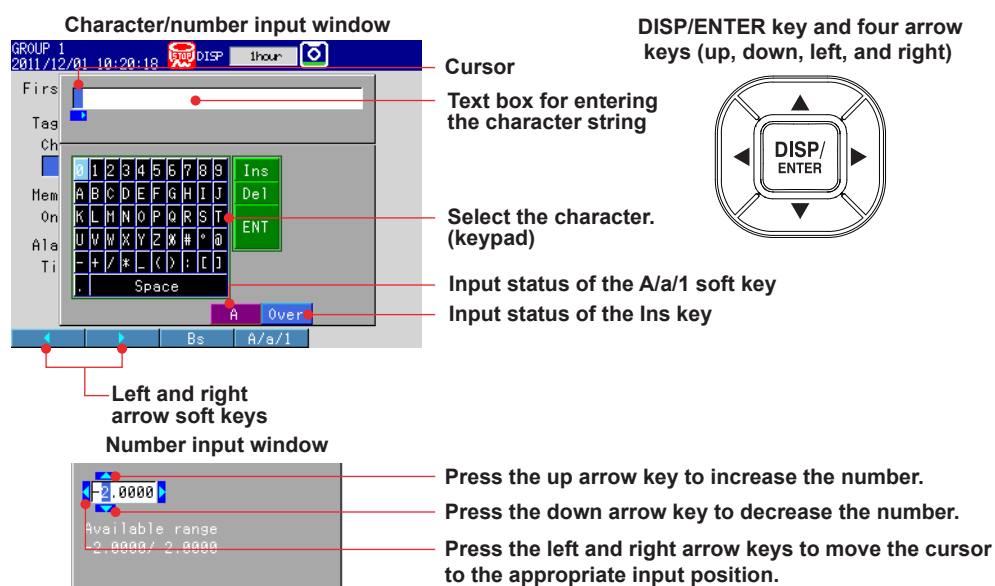 Character/number input window
GROUP 1
2011/12/01 10:20:18 STOP DISP 1hour
Firs
Tag
Ch
Mem
On
Ala
Ti
0 1 2 3 4 5 6 7 8 9 Ins
A B C D E F G H I J Del
K L M N O P Q R S T ENT
U V W X Y Z % # ° @
- + / * _ ( ) : [ ]
. Space
A Over
Bs A/a/1
Cursor
Text box for entering
the character string
Select the character.
(keypad)
Input status of the A/a/1 soft key
Input status of the Ins key
Left and right
arrow soft keys
DISP/ENTER key and four arrow
keys (up, down, left, and right)
DISP/
ENTER
Number input window
-2.0000
Available range
-2.0000/ 2.0000
Press the up arrow key to increase the number.
Press the down arrow key to decrease the number.
Press the left and right arrow keys to move the cursor
to the appropriate input position.